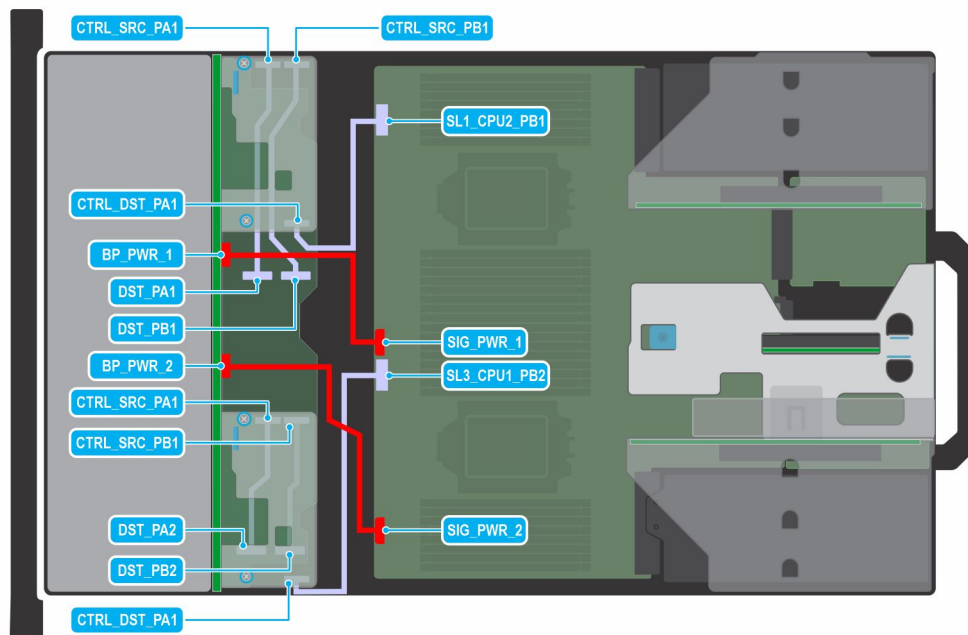 CTRL_SRC_PA1
CTRL_SRC_PB1
SL1_CPU2_PB1
CTRL_DST_PA1
BP_PWR_1
DST_PA1
DST_PB1
SIG_PWR_1
BP_PWR_2
SL3_CPU1_PB2
CTRL_SRC_PA1
CTRL_SRC_PB1
DST_PA2
SIG_PWR_2
DST_PB2
CTRL_DST_PA1